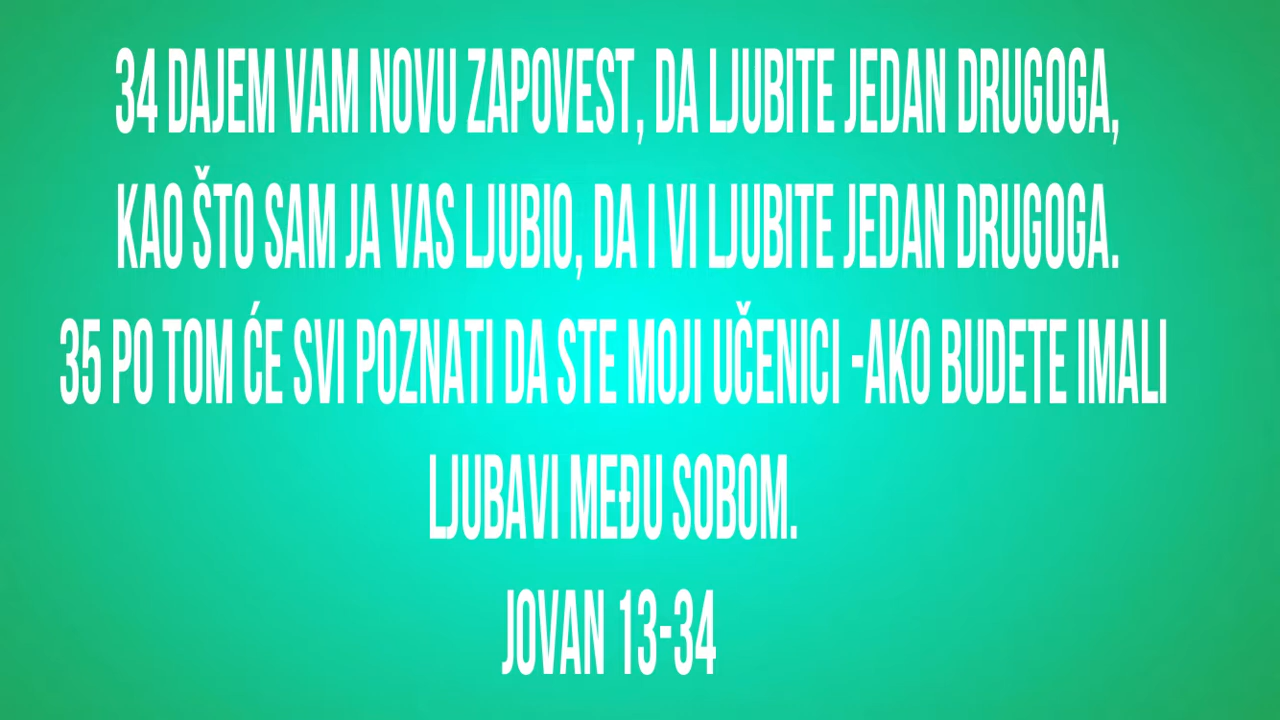 34 DAJEM VAM NOVU ZAPOVEST, DA LJUBITE JEDAN DRUGOGA,
KAO ŠTO SAM JA VAS LJUBIO, DA I VI LJUBITE JEDAN DRUGOGA.
35 PO TOM ĆE SVI POZNATI DA STE MOJI UČENICI -AKO BUDETE IMALI
LJUBAVI MEĐU SOBOM.
JOVAN 13-34